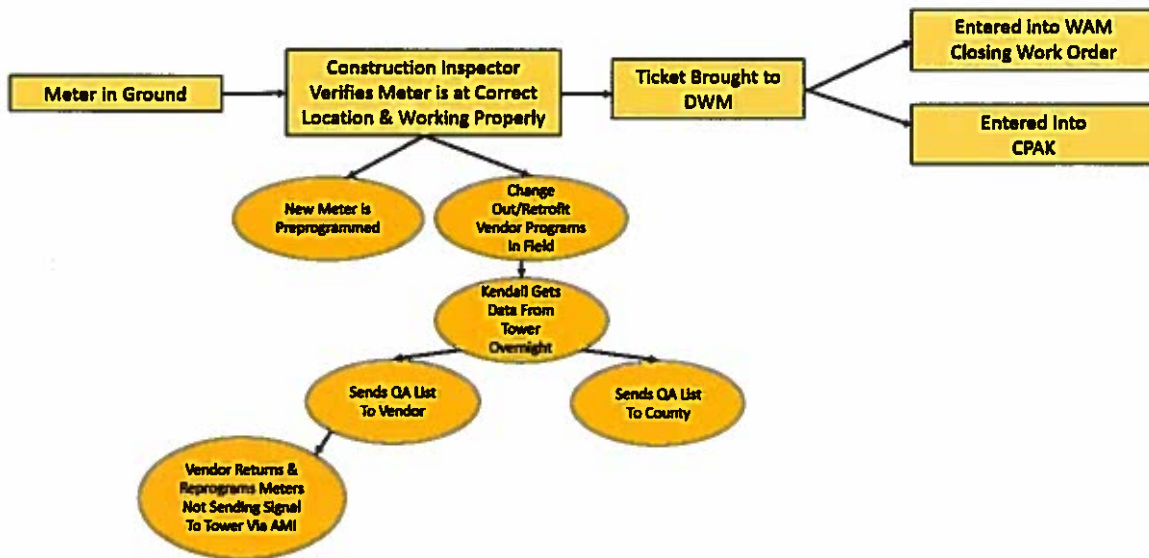 Entered into WAM
Closing Work Order
Construction Inspector
Verifies Meter is at Correct
Location & Working Properly
Meter in Ground
Ticket Brought to
DWM
Entered Into
CPAK
New Meter is
Preprogrammed
Change
Out/Retrofit
Vendor Programs
In Field
Kendall Gets
Data From
Tower
Overnight
Sends QA List
To Vendor
Sends QA List
To County
Vendor Returns &
Reprograms Meters
Not Sending Signal
To Tower Via AMI